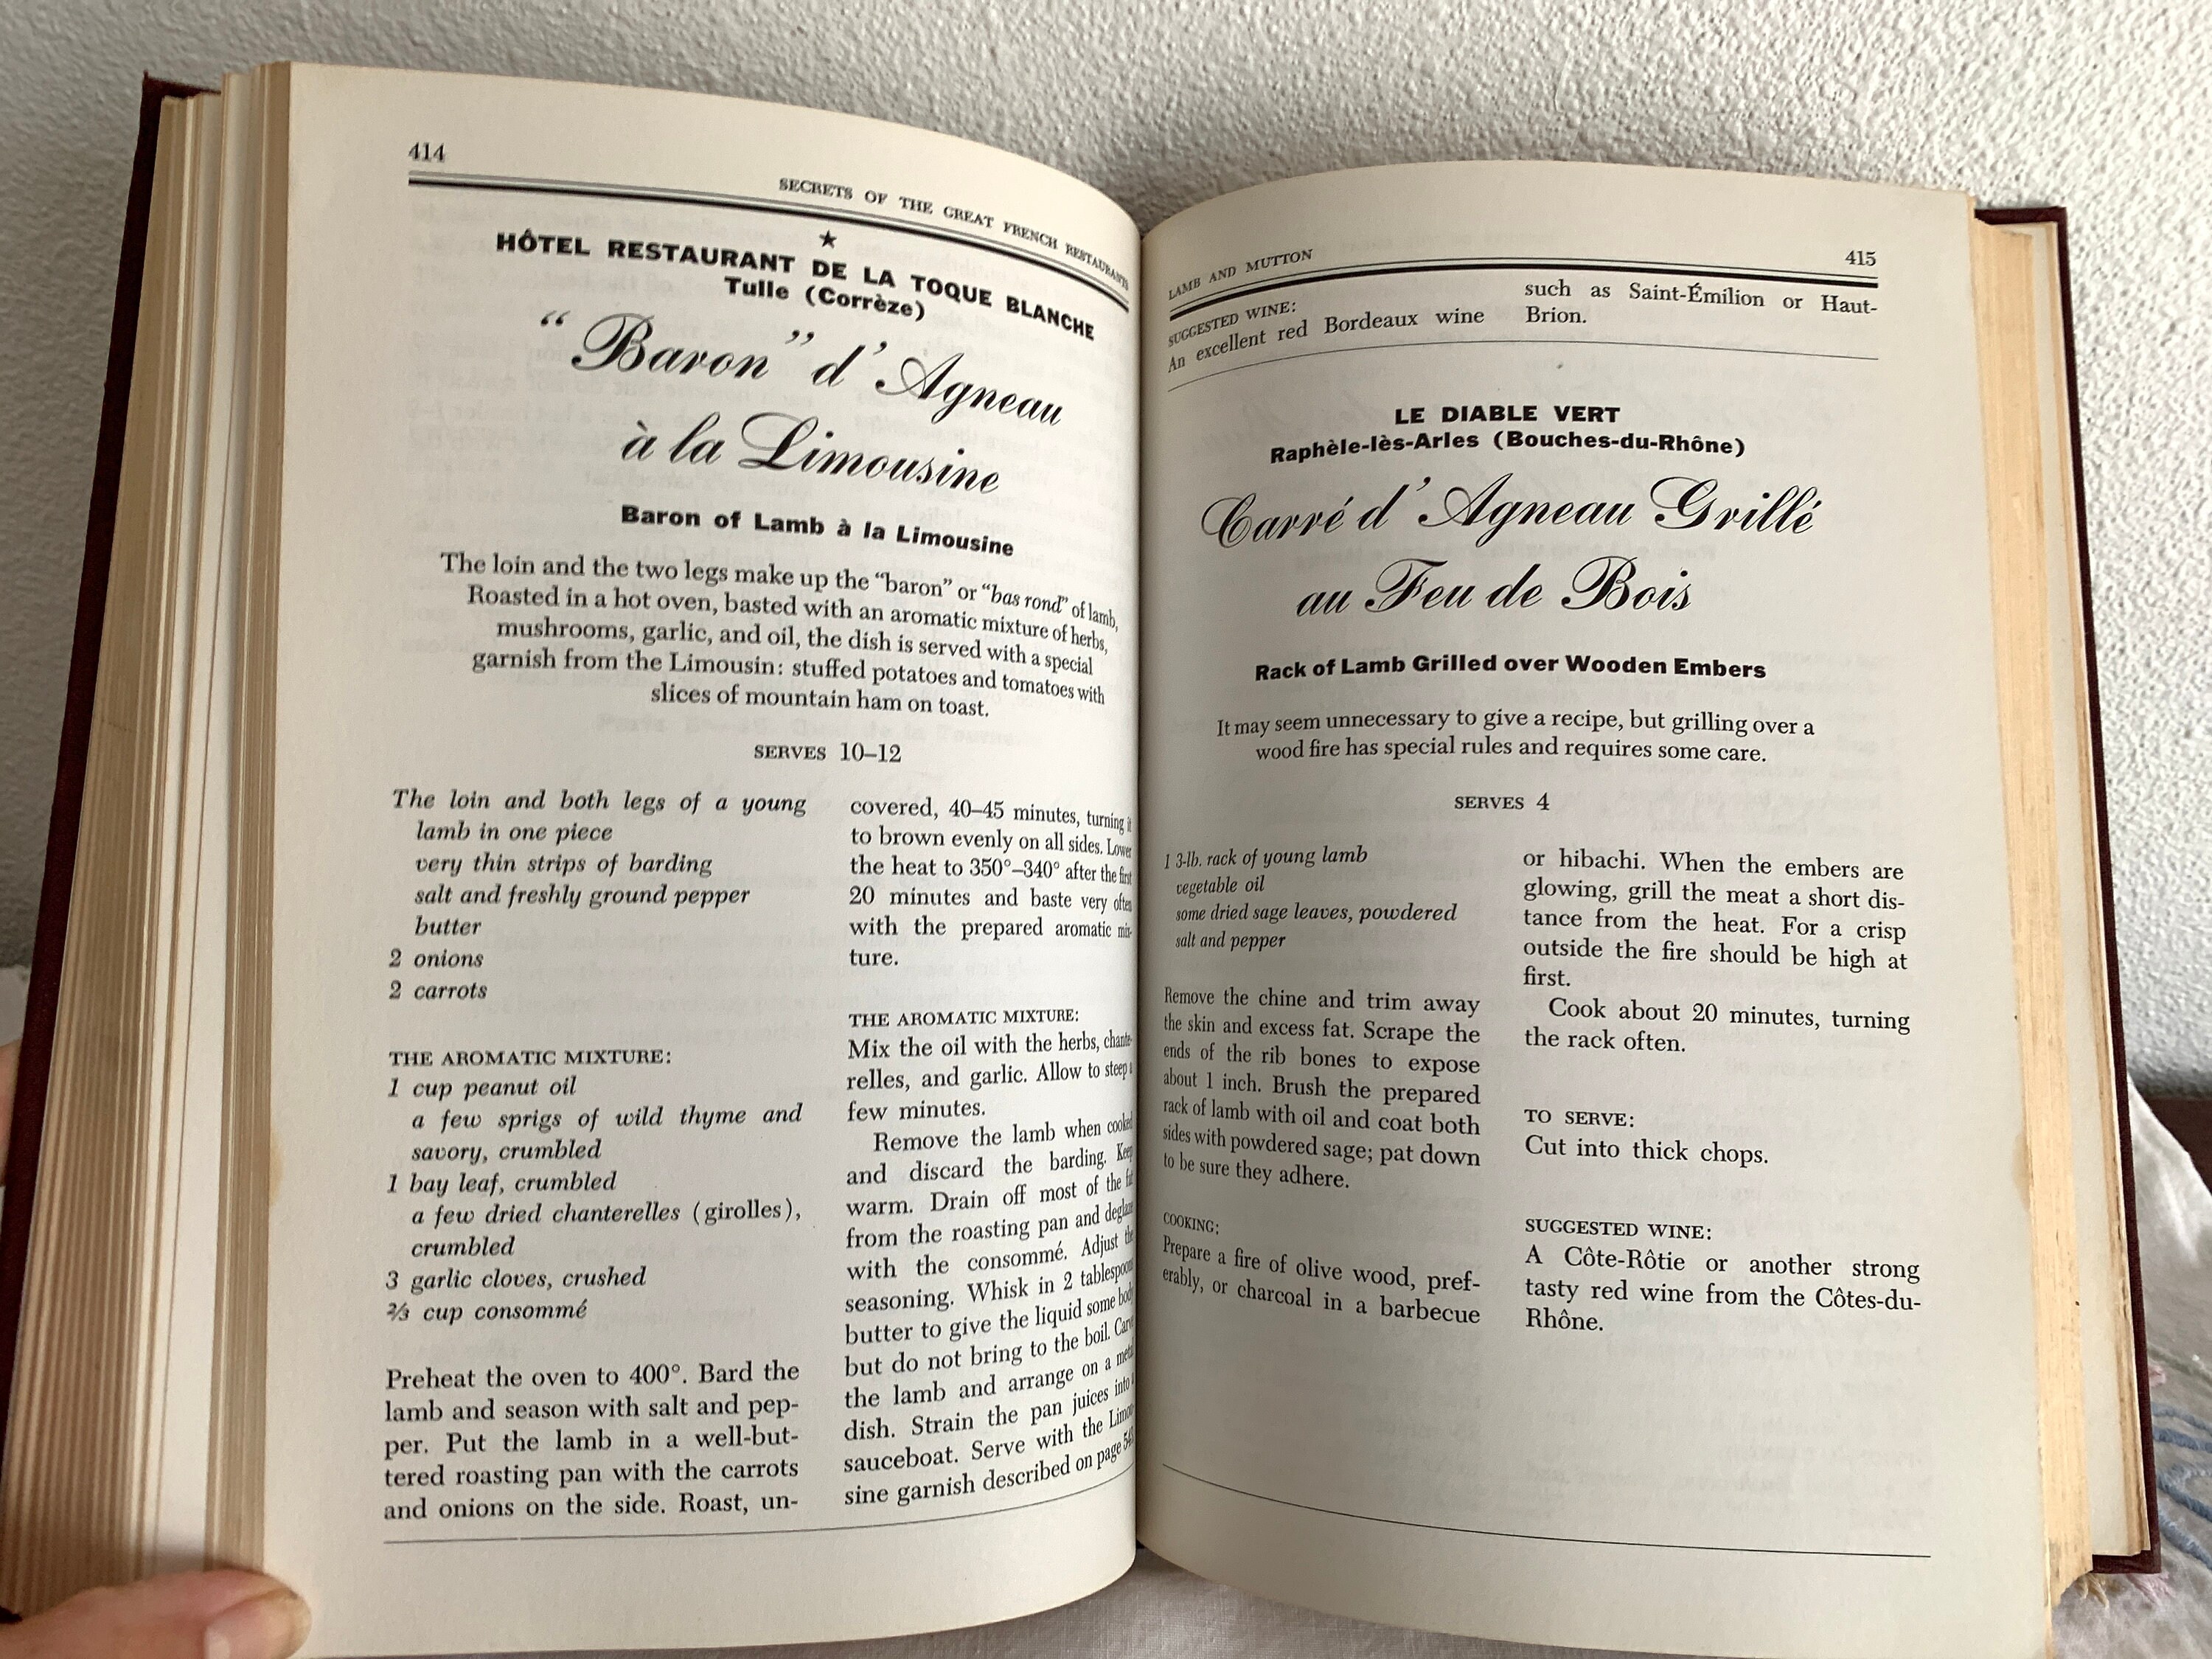 414
SECRETS OF THE GREAT FRENCH RESTAURANTS
★
HÔTEL RESTAURANT DE LA TOQUE BLANCHE
Tulle (Corrèze)
“Baron” d’Agneau
à la Limousine
Baron of Lamb à la Limousine
The loin and the two legs make up the “baron” or “bas rond” of lamb,
Roasted in a hot oven, basted with an aromatic mixture of herbs,
mushrooms, garlic, and oil, the dish is served with a special
garnish from the Limousin: stuffed potatoes and tomatoes with
slices of mountain ham on toast.
SERVES 10–12
The loin and both legs of a young
lamb in one piece
very thin strips of barding
salt and freshly ground pepper
butter
2 onions
2 carrots
THE AROMATIC MIXTURE:
1 cup peanut oil
a few sprigs of wild thyme and
savory, crumbled
1 bay leaf, crumbled
a few dried chanterelles (girolles),
crumbled
3 garlic cloves, crushed
⅔ cup consommé
Preheat the oven to 400°. Bard the
lamb and season with salt and pep-
per. Put the lamb in a well-but-
tered roasting pan with the carrots
and onions on the side. Roast, un-
covered, 40–45 minutes, turning it
to brown evenly on all sides. Lower
the heat to 350°–340° after the first
20 minutes and baste very often
with the prepared aromatic mix-
ture.
THE AROMATIC MIXTURE:
Mix the oil with the herbs, chante-
relles, and garlic. Allow to steep a
few minutes.
Remove the lamb when cooked
and discard the barding. Keep
warm. Drain off most of the fat
from the roasting pan and deglaze
with the consommé. Adjust the
seasoning. Whisk in 2 tablespoons
butter to give the liquid some body
but do not bring to the boil. Carve
the lamb and arrange on a metal
dish. Strain the pan juices into a
sauceboat. Serve with the Limou-
sine garnish described on page
LAMB AND MUTTON
415
SUGGESTED WINE:
An excellent red Bordeaux wine
such as Saint-Émilion or Haut-
Brion.
LE DIABLE VERT
Raphèle-lès-Arles (Bouches-du-Rhône)
Carré d’Agneau Grillé
au Feu de Bois
Rack of Lamb Grilled over Wooden Embers
It may seem unnecessary to give a recipe, but grilling over a
wood fire has special rules and requires some care.
SERVES 4
1 3-lb. rack of young lamb
vegetable oil
some dried sage leaves, powdered
salt and pepper
Remove the chine and trim away
the skin and excess fat. Scrape the
ends of the rib bones to expose
about 1 inch. Brush the prepared
rack of lamb with oil and coat both
sides with powdered sage; pat down
to be sure they adhere.
COOKING:
Prepare a fire of olive wood, pref-
erably, or charcoal in a barbecue
or hibachi. When the embers are
glowing, grill the meat a short dis-
tance from the heat. For a crisp
outside the fire should be high at
first.
Cook about 20 minutes, turning
the rack often.
TO SERVE:
Cut into thick chops.
SUGGESTED WINE:
A Côte-Rôtie or another strong
tasty red wine from the Côtes-du-
Rhône.